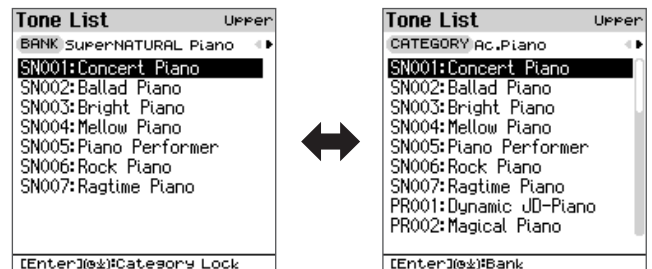 Tone List Upper
BANK SuperNATURAL Piano
SN001:Concert Piano
SN002:Ballad Piano
SN003:Bright Piano
SN004:Mellow Piano
SN005:Piano Performer
SN006:Rock Piano
SN007:Ragtime Piano
[Enter]():Category Lock
Tone List Upper
CATEGORY Ac.Piano
SN001:Concert Piano
SN002:Ballad Piano
SN003:Bright Piano
SN004:Mellow Piano
SN005:Piano Performer
SN006:Rock Piano
SN007:Ragtime Piano
PR001:Dynamic JD-Piano
PR002:Magical Piano
[Enter]():Bank